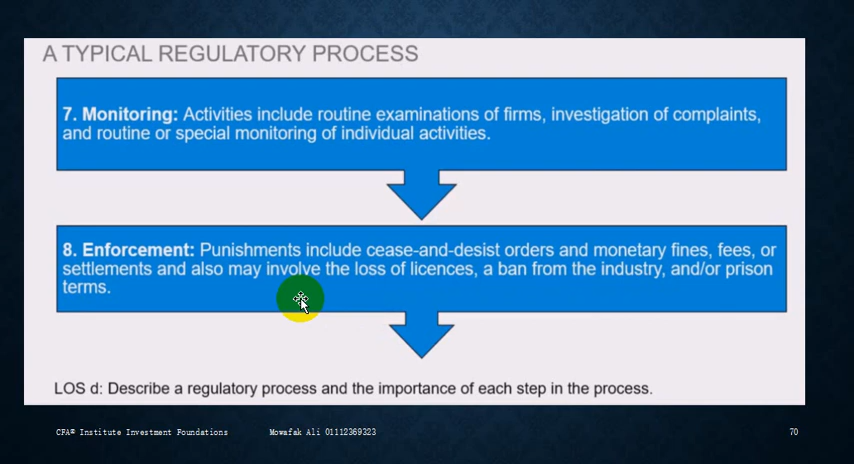 A TYPICAL REGULATORY PROCESS
7. Monitoring: Activities include routine examinations of firms, investigation of complaints,
and routine or special monitoring of individual activities.
8. Enforcement: Punishments include cease-and-desist orders and monetary fines, fees, or
settlements and also may involve the loss of licences, a ban from the industry, and/or prison
terms.
LOS d: Describe a regulatory process and the importance of each step in the process.
CFA® Institute Investment Foundations Mowafak Ali 01112369323 70